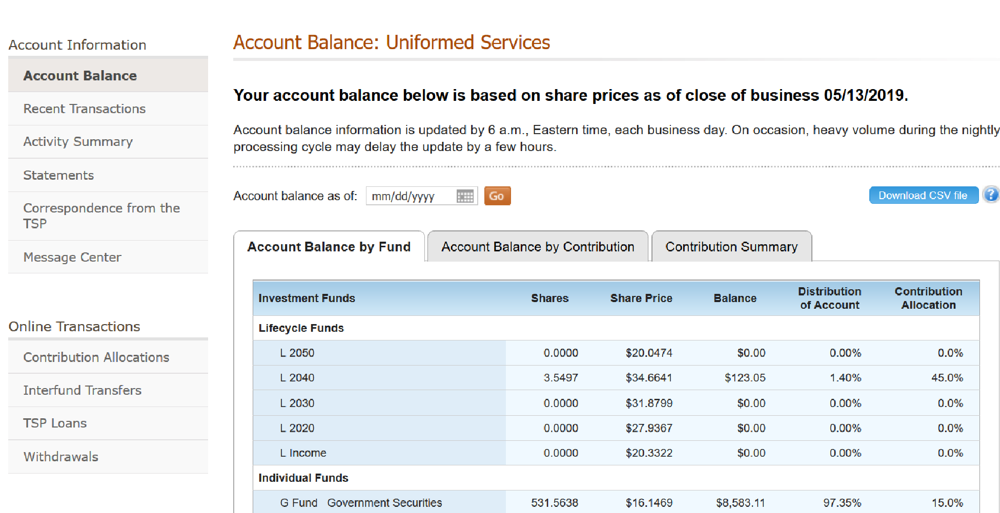 Account Information
Account Balance
Recent Transactions
Activity Summary
Statements
Correspondence from the
TSP
Message Center
Online Transactions
Contribution Allocations
Interfund Transfers
TSP Loans
Withdrawals
Account Balance: Uniformed Services
Your account balance below is based on share prices as of close of business 05/13/2019.
Account balance information is updated by 6 a.m., Eastern time, each business day. On occasion, heavy volume during the nightly
processing cycle may delay the update by a few hours.
Account balance as of: mm/dd/yyyy Go Download CSV file ?
Account Balance by Fund Account Balance by Contribution Contribution Summary
Investment Funds Shares Share Price Balance Distribution of Account Contribution Allocation
Lifecycle Funds
L 2050 0.0000 $20.0474 $0.00 0.00% 0.0%
L 2040 3.5497 $34.6641 $123.05 1.40% 45.0%
L 2030 0.0000 $31.8799 $0.00 0.00% 0.0%
L 2020 0.0000 $27.9367 $0.00 0.00% 0.0%
L Income 0.0000 $20.3322 $0.00 0.00% 0.0%
Individual Funds
G Fund Government Securities 531.5638 $16.1469 $8,583.11 97.35% 15.0%